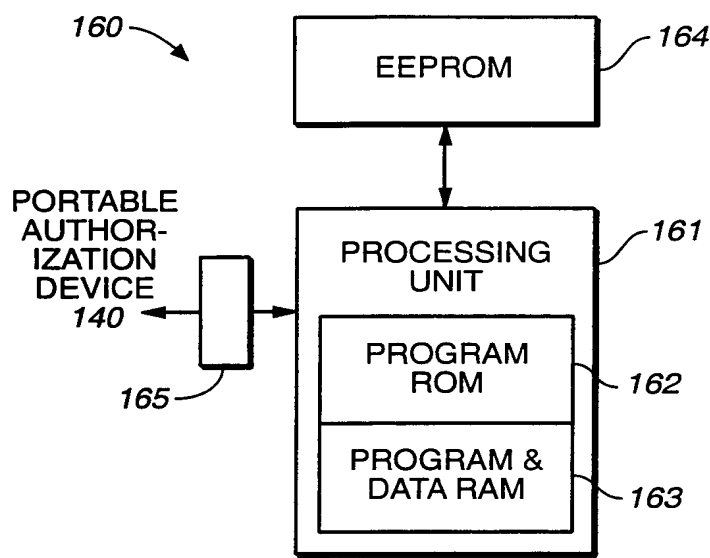 160
EEPROM
164
PORTABLE
AUTHOR-
IZATION
DEVICE
140
165
PROCESSING
UNIT
161
PROGRAM
ROM
162
PROGRAM &
DATA RAM
163